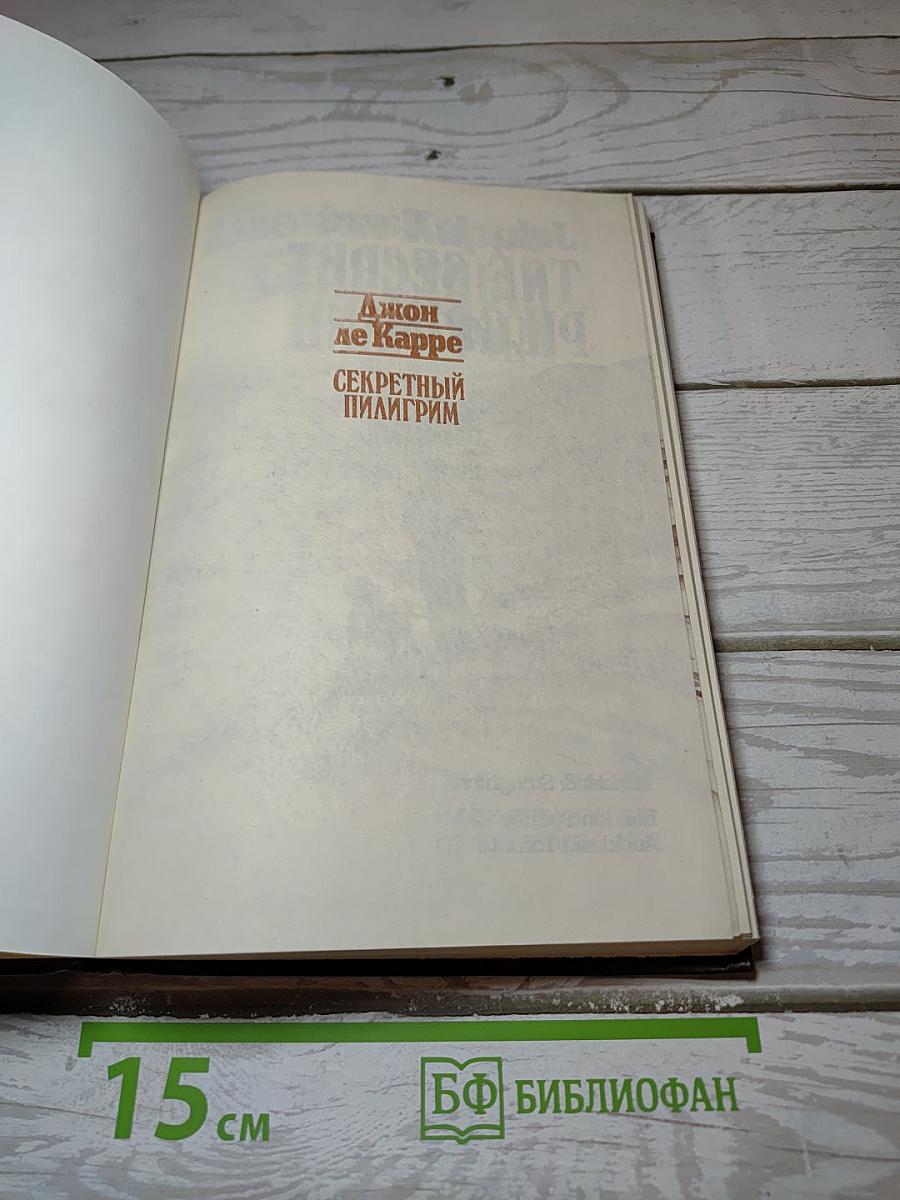 Джон
ле Карре
СЕКРЕТНЫЙ
ПИЛИГРИМ
15 см
БФ БИБЛИОФАН